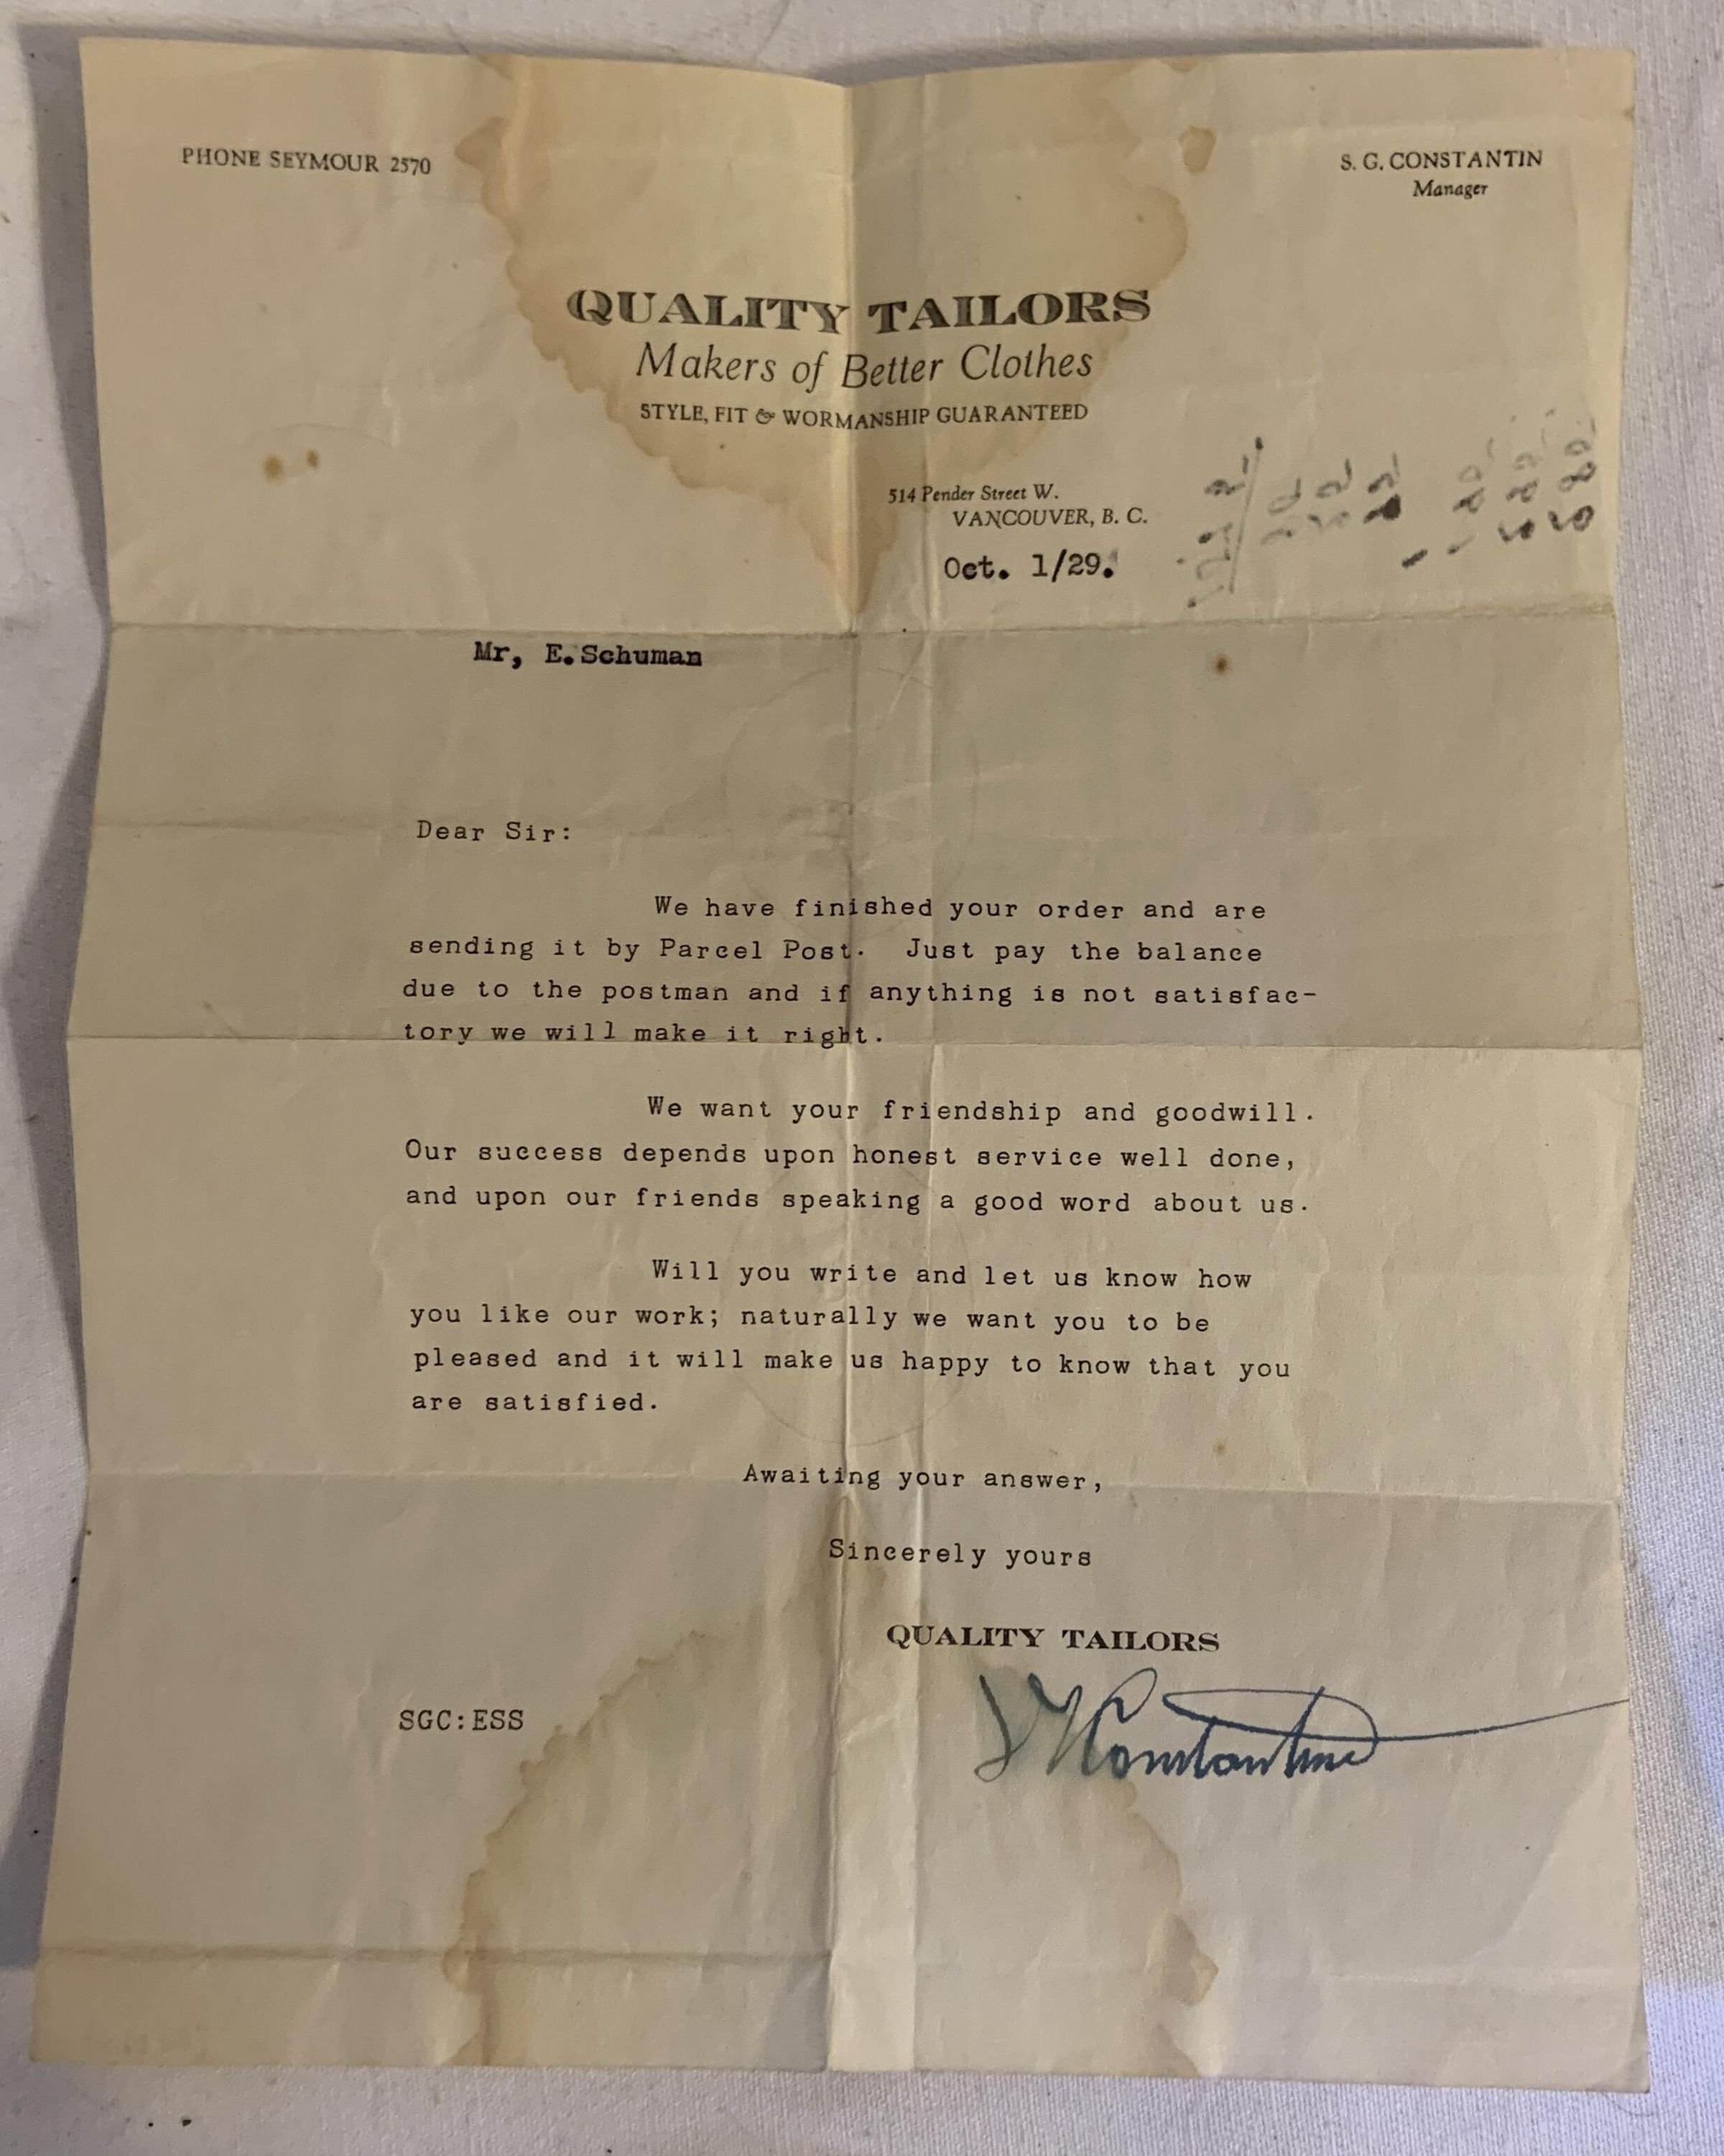 PHONE SEYMOUR 2570
S. G. CONSTANTIN
Manager
QUALITY TAILORS
Makers of Better Clothes
STYLE, FIT & WORMANSHIP GUARANTEED
514 Pender Street W.
VANCOUVER, B. C.
Oct. 1/29.
Mr, E. Schuman
Dear Sir:
We have finished your order and are
sending it by Parcel Post. Just pay the balance
due to the postman and if anything is not satisfac-
tory we will make it right.
We want your friendship and goodwill.
Our success depends upon honest service well done,
and upon our friends speaking a good word about us.
Will you write and let us know how
you like our work; naturally we want you to be
pleased and it will make us happy to know that you
are satisfied.
Awaiting your answer,
Sincerely yours
QUALITY TAILORS
SGC:ESS